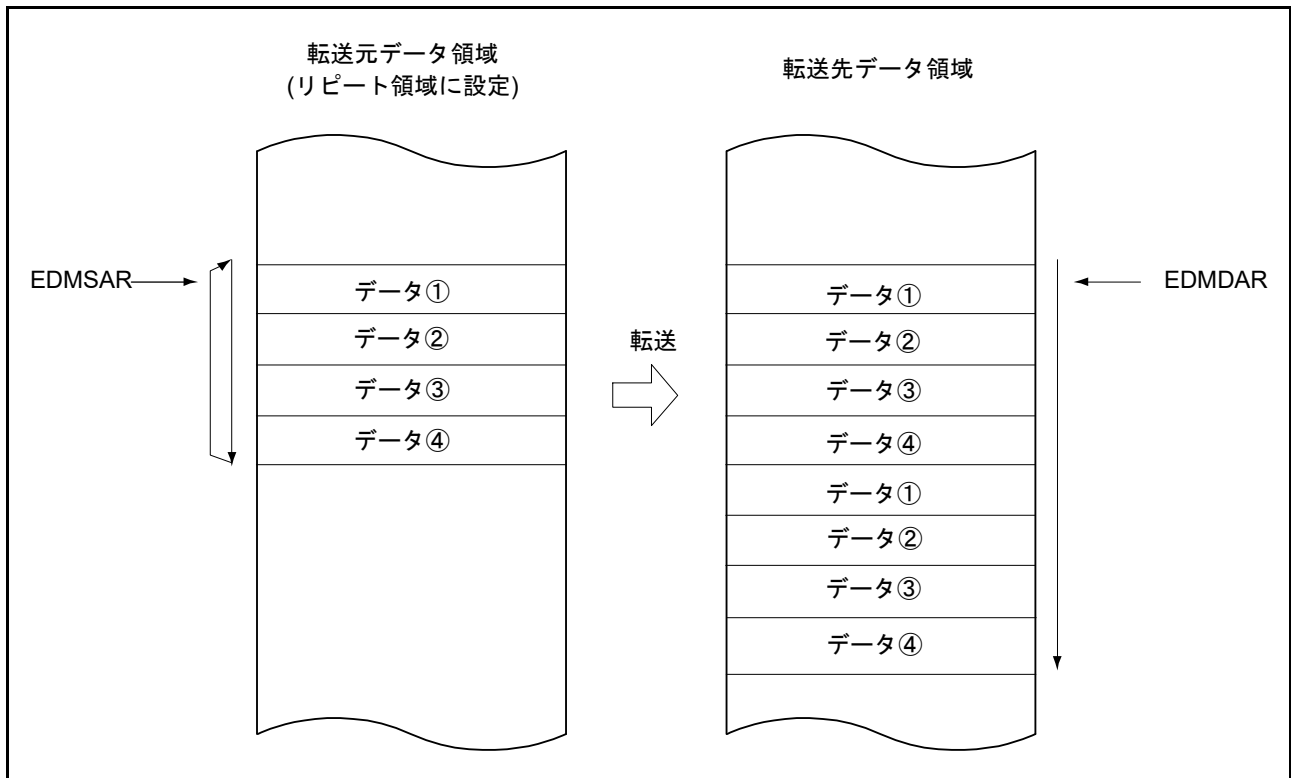 転送元データ領域
(リピート領域に設定)
転送先データ領域
EDMSAR
データ①
データ②
データ③
データ④
転送
データ①
データ②
データ③
データ④
データ①
データ②
データ③
データ④
EDMDAR